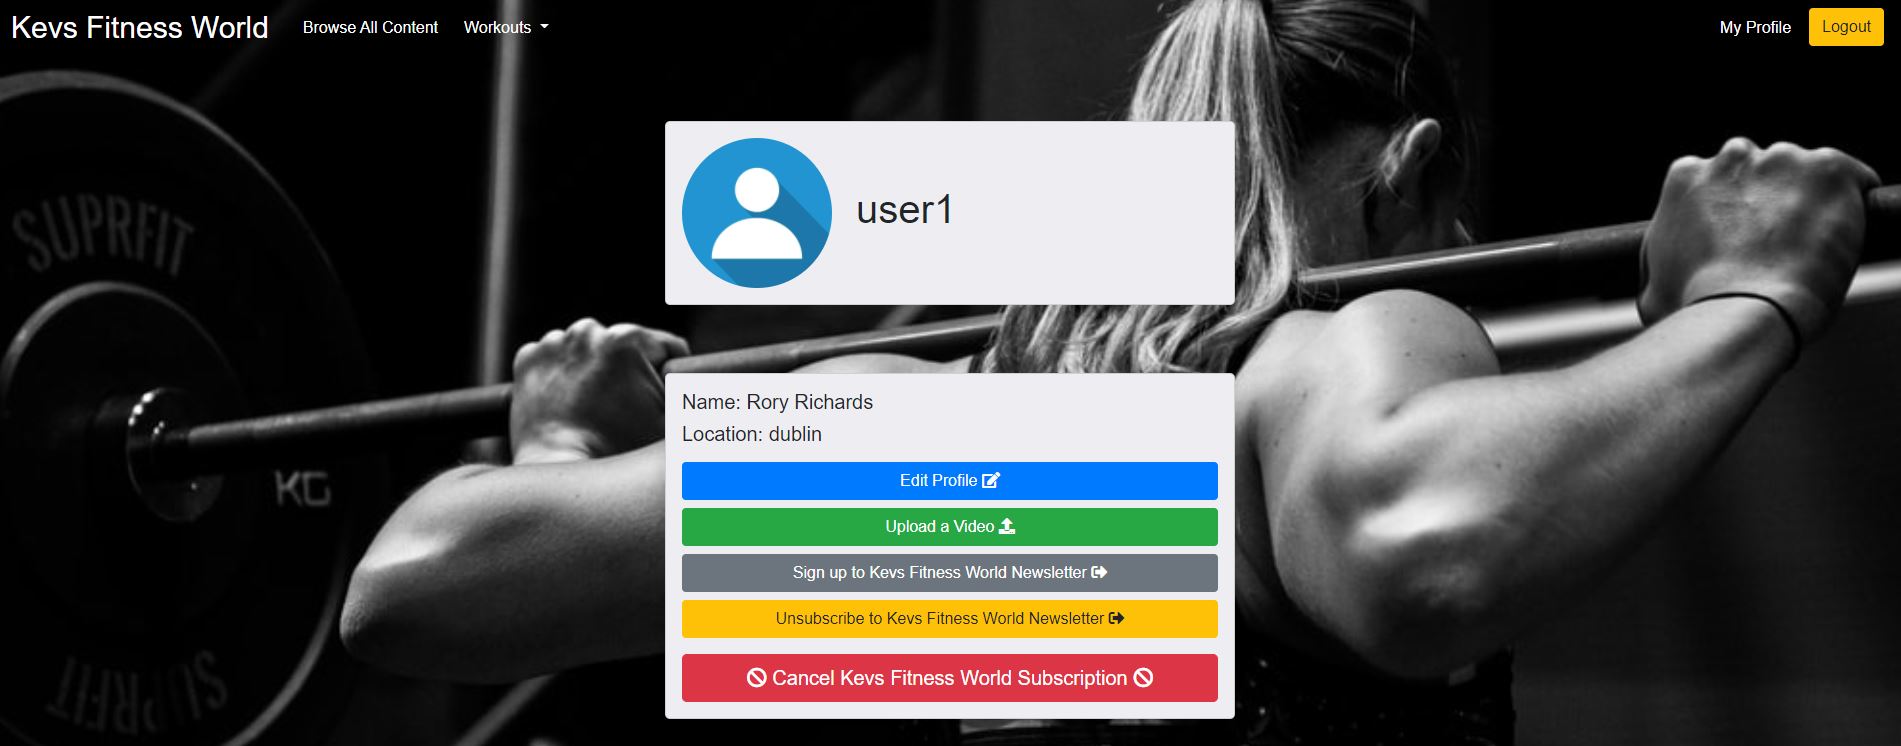 Kevs Fitness World Browse All Content Workouts My Profile Logout
SUPRFIT
user1
Name: Rory Richards
Location: dublin
KG
Edit Profile
Upload a Video
Sign up to Kevs Fitness World Newsletter
Unsubscribe to Kevs Fitness World Newsletter
Cancel Kevs Fitness World Subscription
SUPRFIT